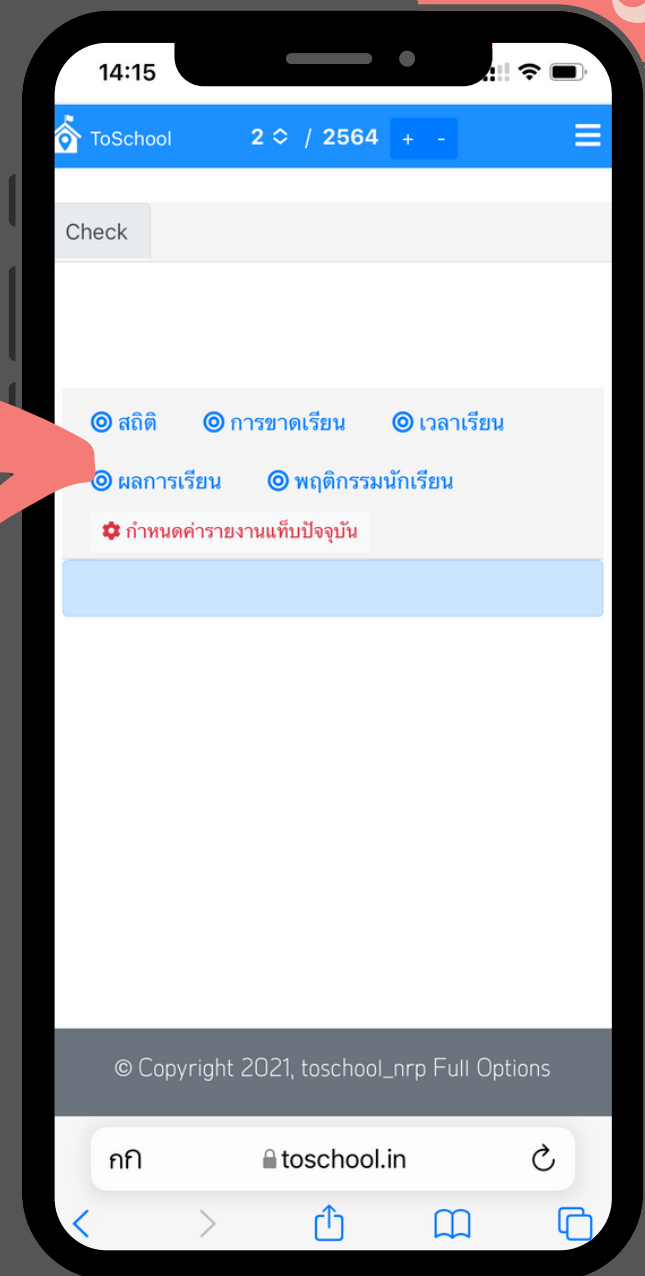 14:15
ToSchool 2 / 2564 + -
Check
สถิติ การขาดเรียน เวลาเรียน
ผลการเรียน พฤติกรรมนักเรียน
กำหนดค่ารายงานแท็บปัจจุบัน
© Copyright 2021, toschool_nrp Full Options
กฦ toschool.in